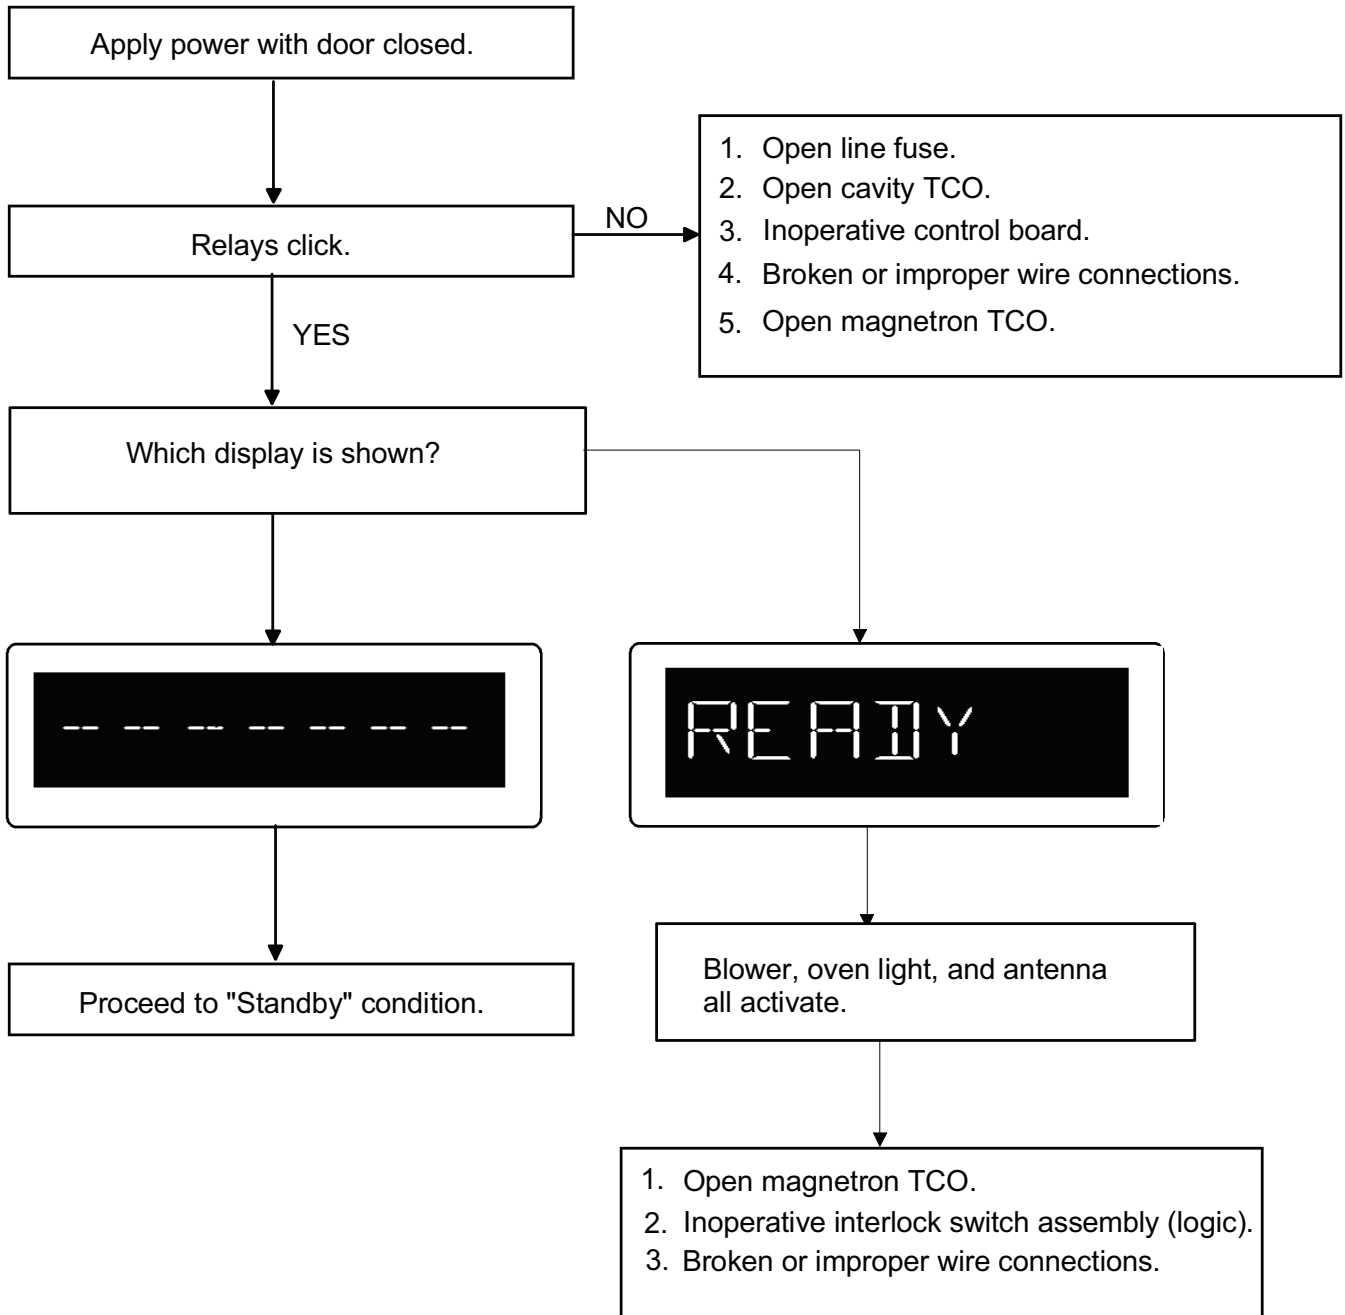 Apply power with door closed.
Relays click.
NO
1. Open line fuse.
2. Open cavity TCO.
3. Inoperative control board.
4. Broken or improper wire connections.
5. Open magnetron TCO.
YES
Which display is shown?
-- -- -- -- -- -- --
READY
Proceed to "Standby" condition.
Blower, oven light, and antenna
all activate.
1. Open magnetron TCO.
2. Inoperative interlock switch assembly (logic).
3. Broken or improper wire connections.